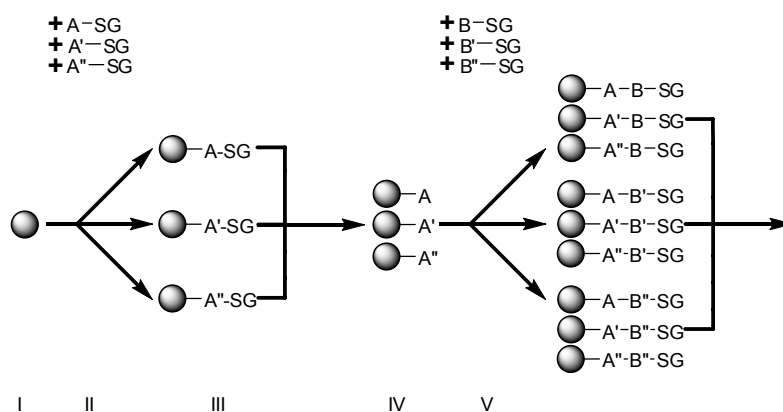 + A–SG
+ A'–SG
+ A"–SG
+ B–SG
+ B'–SG
+ B"–SG
A-SG
A'-SG
A"-SG
A
A'
A"
A–B–SG
A'-B–SG
A"-B–SG
A–B'-SG
A'-B'-SG
A"-B'-SG
A–B"-SG
A'-B"-SG
A"-B"-SG
I II III IV V